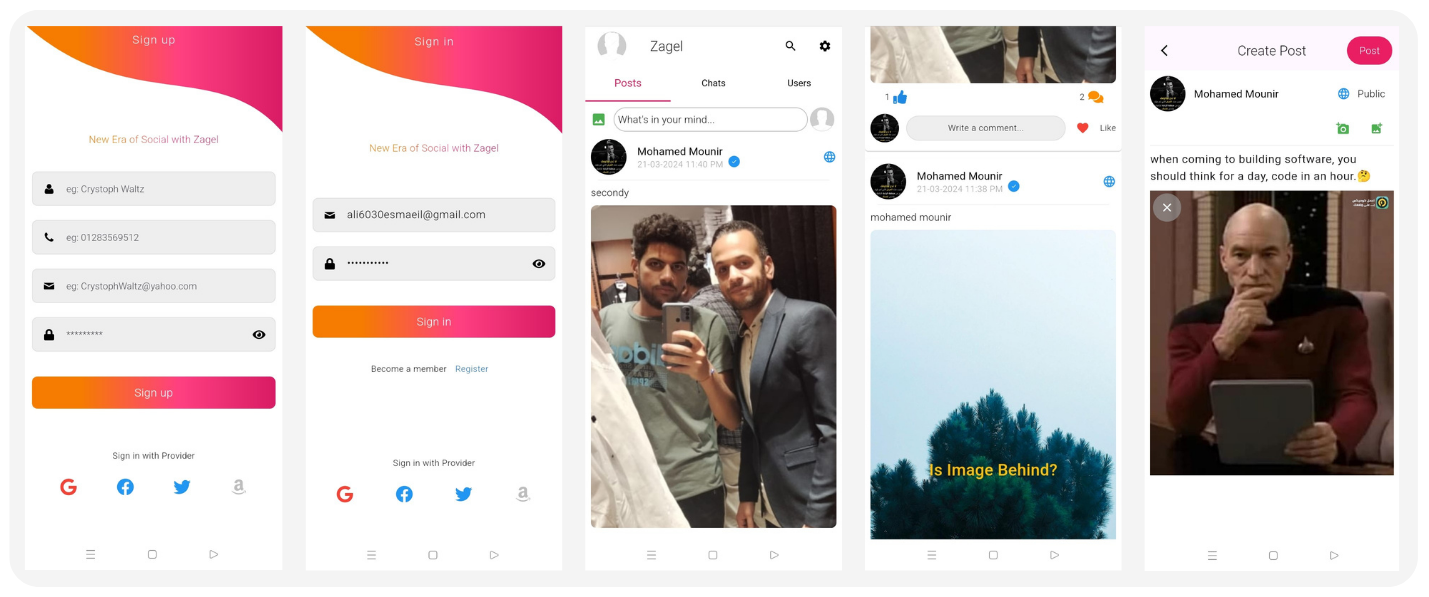 Sign up
New Era of Social with Zagel
eg: Crystoph Waltz
eg: 01283569512
eg: CrystophWaltz@yahoo.com
*********
Sign up
Sign in with Provider
Sign in
New Era of Social with Zagel
ali6030esmaeil@gmail.com
•••••••••••
Sign in
Become a member Register
Sign in with Provider
Zagel
Posts Chats Users
What's in your mind...
Mohamed Mounir
21-03-2024 11:40 PM
secondy
1 2
Write a comment... Like
Mohamed Mounir
21-03-2024 11:38 PM
mohamed mounir
Is Image Behind?
Create Post Post
Mohamed Mounir Public
when coming to building software, you
should think for a day, code in an hour.🤔